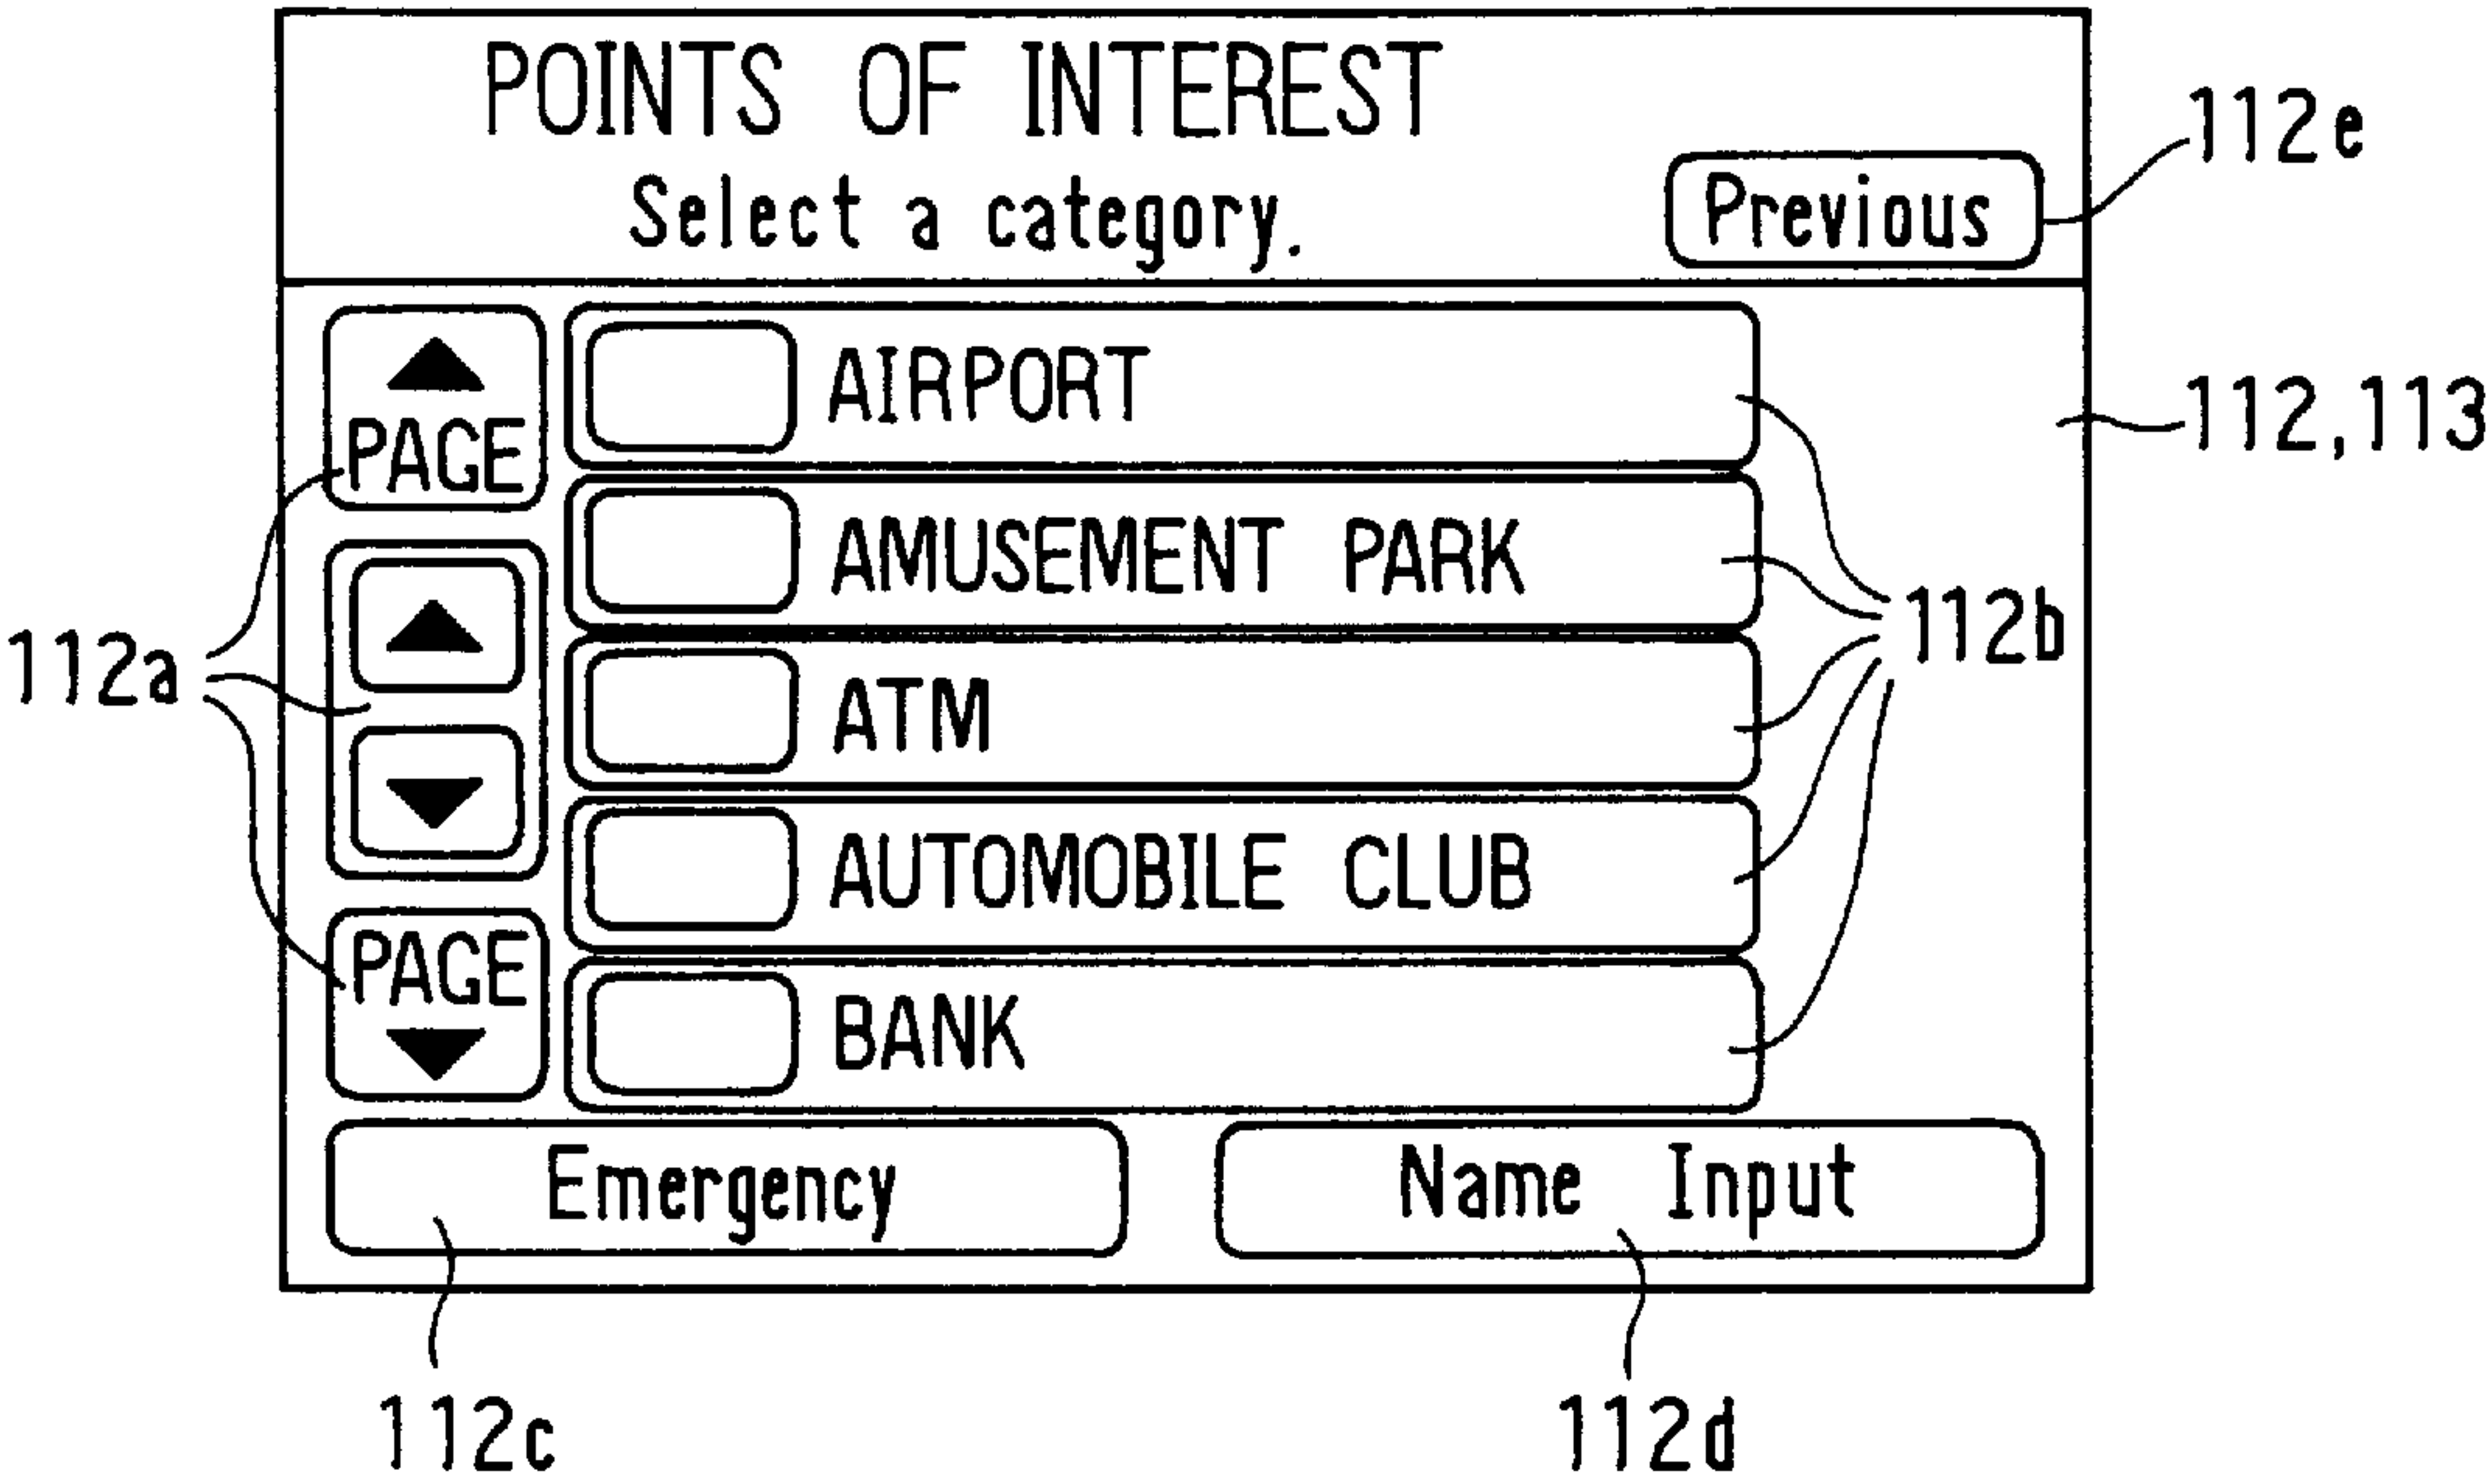 POINTS OF INTEREST
Select a category.
Previous
112e
PAGE
AIRPORT
112,113
AMUSEMENT PARK
112b
112a
ATM
AUTOMOBILE CLUB
PAGE
BANK
Emergency
Name Input
112c
112d